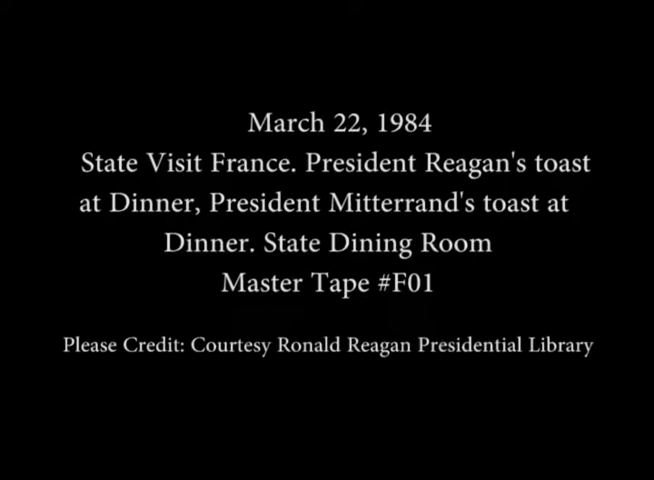 March 22, 1984
State Visit France. President Reagan's toast
at Dinner, President Mitterrand's toast at
Dinner. State Dining Room
Master Tape #F01
Please Credit: Courtesy Ronald Reagan Presidential Library